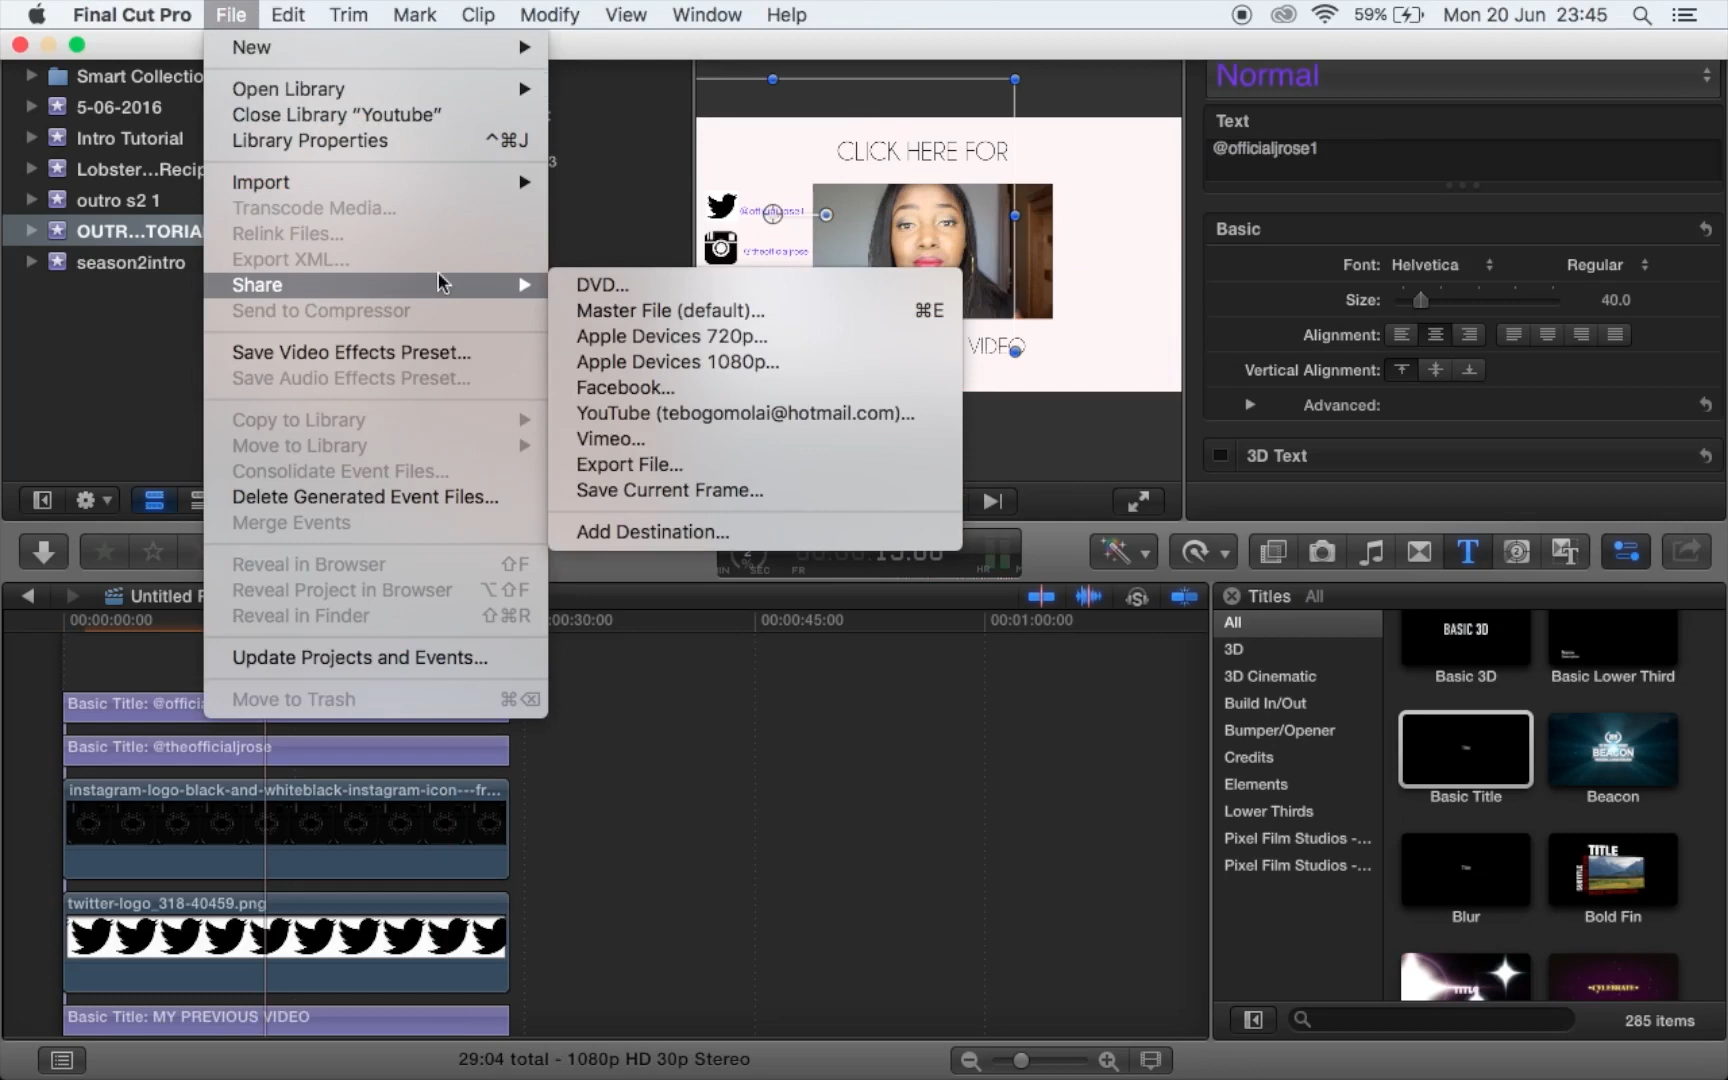 Final Cut Pro File Edit Trim Mark Clip Modify View Window Help 59% Mon 20 Jun 23:45
Smart Collectio
5-06-2016
Intro Tutorial
Lobster...Recip
outro s2 1
OUTR...TORIA
season2intro
New
Open Library
Close Library “Youtube”
Library Properties ^⌘J
Import
Transcode Media...
Relink Files...
Export XML...
Share
Send to Compressor
Save Video Effects Preset...
Save Audio Effects Preset...
Copy to Library
Move to Library
Consolidate Event Files...
Delete Generated Event Files...
Merge Events
Reveal in Browser ⇧F
Reveal Project in Browser ⌥⇧F
Reveal in Finder ⇧⌘R
Update Projects and Events...
Move to Trash ⌘⌫
DVD...
Master File (default)... ⌘E
Apple Devices 720p...
Apple Devices 1080p...
Facebook...
YouTube (tebogomolai@hotmail.com)...
Vimeo...
Export File...
Save Current Frame...
Add Destination...
CLICK HERE FOR
@theofficialjrose
VIDEO
Normal
Text
@officialjrose1
Basic
Font: Helvetica Regular
Size: 40.0
Alignment:
Vertical Alignment:
Advanced:
3D Text
SEC FR HR
Untitled P
00:00:00:00 :00:30:00 00:00:45:00 00:01:00:00
Basic Title: @officia
Basic Title: @theofficialjrose
instagram-logo-black-and-whiteblack-instagram-icon---fr...
twitter-logo_318-40459.png
Basic Title: MY PREVIOUS VIDEO
29:04 total - 1080p HD 30p Stereo
Titles All
All
3D
3D Cinematic
Build In/Out
Bumper/Opener
Credits
Elements
Lower Thirds
Pixel Film Studios -...
Pixel Film Studios -...
BASIC 3D
Basic 3D
Basic Lower Third
Basic Title
BEACON
Beacon
Blur
TITLE
Bold Fin
TITLE
•CELEBRATE•
285 items